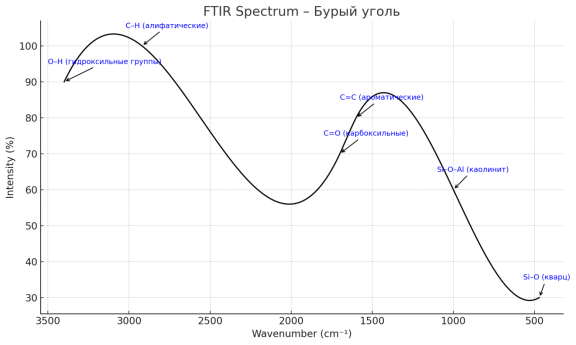 FTIR Spectrum – Бурый уголь
C–H (алифатические)
O–H (гидроксильные группы)
C=C (ароматические)
C=O (карбоксильные)
Si–O–Al (каолинит)
Si–O (кварц)
Intensity (%)
100
90
80
70
60
50
40
30
3500 3000 2500 2000 1500 1000 500
Wavenumber (cm⁻¹)